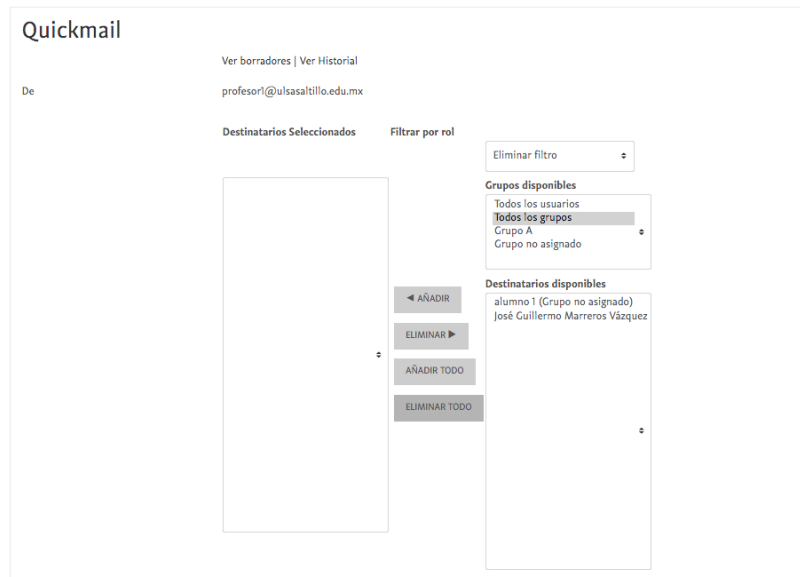 Quickmail
Ver borradores | Ver Historial
De
profesor1@ulsasaltillo.edu.mx
Destinatarios Seleccionados
Filtrar por rol
Eliminar filtro
Grupos disponibles
Todos los usuarios
Todos los grupos
Grupo A
Grupo no asignado
Destinatarios disponibles
alumno 1 (Grupo no asignado)
José Guillermo Marreros Vázquez
◄ AÑADIR
ELIMINAR ►
AÑADIR TODO
ELIMINAR TODO